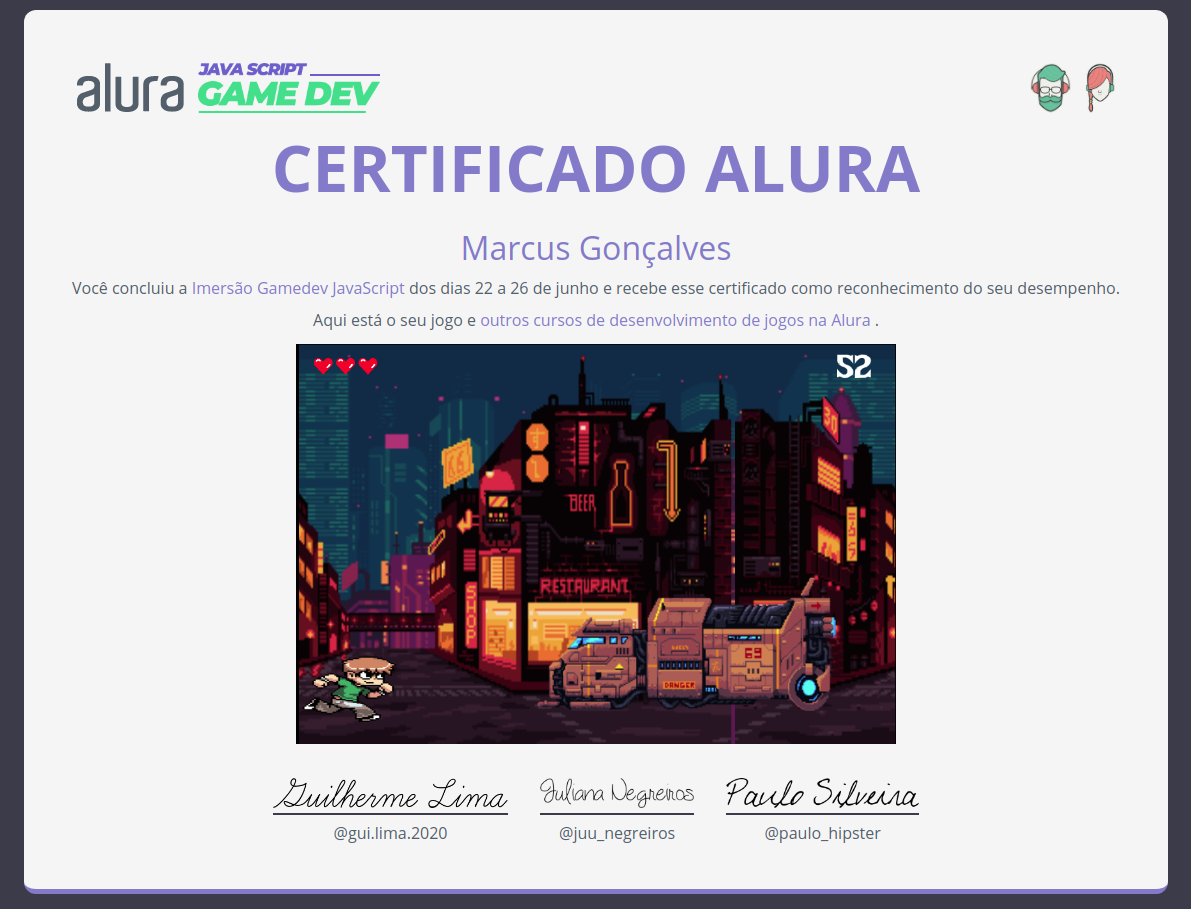 alura
JAVA SCRIPT
GAME DEV
CERTIFICADO ALURA
Marcus Gonçalves
Você concluiu a Imersão Gamedev JavaScript dos dias 22 a 26 de junho e recebe esse certificado como reconhecimento do seu desempenho.
Aqui está o seu jogo e outros cursos de desenvolvimento de jogos na Alura .
52
30
66
BEER
RESTAURANT
SHOP
69
DANGER
Guilherme Lima
Juliana Negreiros
Paulo Silveira
@gui.lima.2020
@juu_negreiros
@paulo_hipster